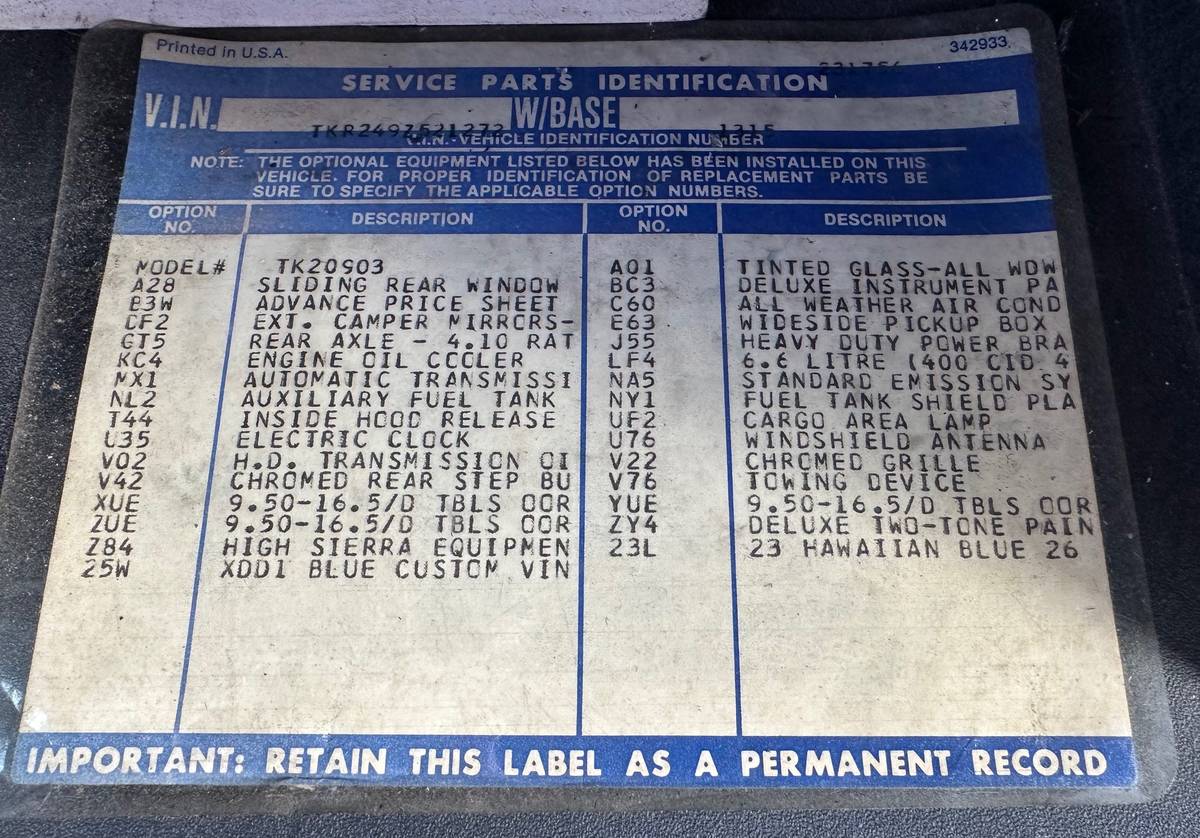 Printed in U.S.A. 342933
SERVICE PARTS IDENTIFICATION
V.I.N. W/BASE
TKR249Z521272 1315
V.I.N.-VEHICLE IDENTIFICATION NUMBER
NOTE: THE OPTIONAL EQUIPMENT LISTED BELOW HAS BEEN INSTALLED ON THIS
VEHICLE. FOR PROPER IDENTIFICATION OF REPLACEMENT PARTS BE
SURE TO SPECIFY THE APPLICABLE OPTION NUMBERS.
OPTION NO. DESCRIPTION OPTION NO. DESCRIPTION
MODEL# TK20903 A01 TINTED GLASS-ALL WDW
A28 SLIDING REAR WINDOW BC3 DELUXE INSTRUMENT PA
B3W ADVANCE PRICE SHEET C60 ALL WEATHER AIR COND
DF2 EXT. CAMPER MIRRORS- E63 WIDESIDE PICKUP BOX
GT5 REAR AXLE - 4.10 RAT J55 HEAVY DUTY POWER BRA
KC4 ENGINE OIL COOLER LF4 6.6 LITRE (400 CID 4
MX1 AUTOMATIC TRANSMISSI NA5 STANDARD EMISSION SY
NL2 AUXILIARY FUEL TANK NY1 FUEL TANK SHIELD PLA
T44 INSIDE HOOD RELEASE UF2 CARGO AREA LAMP
U35 ELECTRIC CLOCK U76 WINDSHIELD ANTENNA
V02 H.D. TRANSMISSION OI V22 CHROMED GRILLE
V42 CHROMED REAR STEP BU V76 TOWING DEVICE
XUE 9.50-16.5/D TBLS OOR YUE 9.50-16.5/D TBLS OOR
ZUE 9.50-16.5/D TBLS OOR ZY4 DELUXE TWO-TONE PAIN
Z84 HIGH SIERRA EQUIPMEN 23L 23 HAWAIIAN BLUE 26
25W XDD1 BLUE CUSTOM VIN
IMPORTANT: RETAIN THIS LABEL AS A PERMANENT RECORD